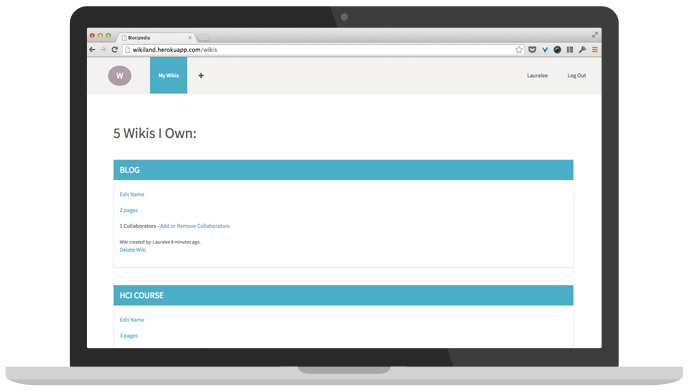 Blocipedia
wikiland.herokuapp.com/wikis
W
My Wikis
+
Lauralee
Log Out
5 Wikis I Own:
BLOG
Edit Name
2 pages
1 Collaborators - Add or Remove Collaborators
Wiki created by: Lauralee 8 minutes ago.
Delete Wiki
HCI COURSE
Edit Name
3 pages